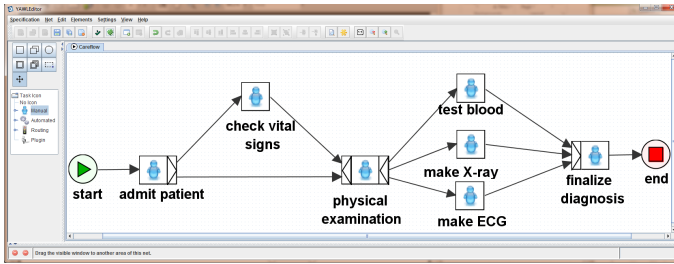 YAWLEditor
Specification Net Edit Elements Settings View Help
Careflow
Task Icon
No Icon
Manual
Automated
Routing
Plugin
check vital
signs
test blood
start
admit patient
physical
examination
make X-ray
make ECG
finalize
diagnosis
end
Drag the visible window to another area of this net.